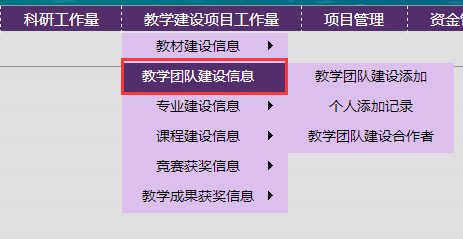 科研工作量 教学建设项目工作量 项目管理
教材建设信息
教学团队建设信息 教学团队建设添加
专业建设信息 个人添加记录
课程建设信息 教学团队建设合作者
竞赛获奖信息
教学成果获奖信息